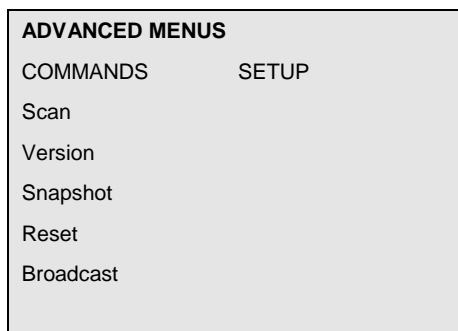 ADVANCED MENUS
COMMANDS SETUP
Scan
Version
Snapshot
Reset
Broadcast